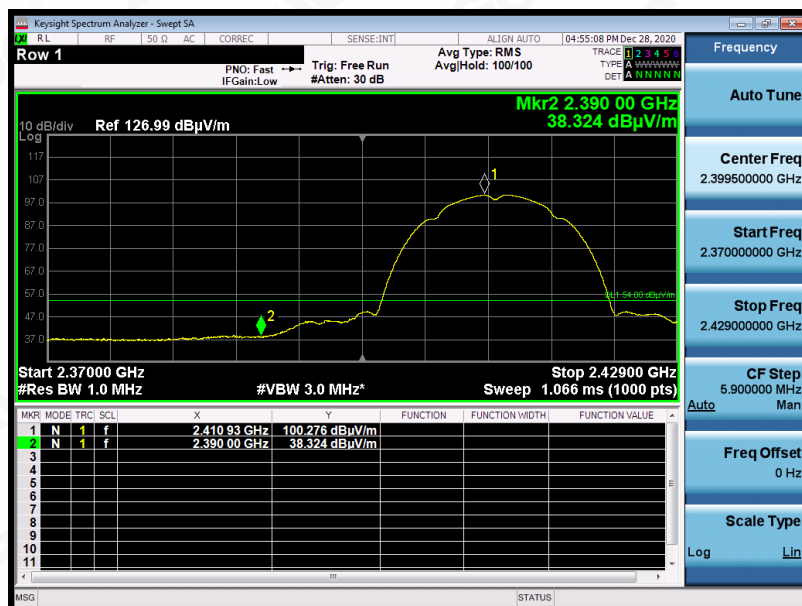 Keysight Spectrum Analyzer - Swept SA
RL RF 50 Ω AC CORREC SENSE:INT ALIGN AUTO 04:55:08 PM Dec 28, 2020
Row 1
PNO: Fast
IFGain:Low
Trig: Free Run
#Atten: 30 dB
Avg Type: RMS
Avg|Hold: 100/100
TRACE 1 2 3 4 5 6
TYPE A WWWWW
DET A N N N N N
Mkr2 2.390 00 GHz
38.324 dBµV/m
10 dB/div Ref 126.99 dBµV/m
Log
117
107
97.0
87.0
77.0
67.0
57.0
47.0
37.0
1
2
DL1 54.00 dBµV/m
Start 2.37000 GHz Stop 2.42900 GHz
#Res BW 1.0 MHz #VBW 3.0 MHz* Sweep 1.066 ms (1000 pts)
MKR MODE TRC SCL X Y FUNCTION FUNCTION WIDTH FUNCTION VALUE
1 N 1 f 2.410 93 GHz 100.276 dBµV/m
2 N 1 f 2.390 00 GHz 38.324 dBµV/m
3
4
5
6
7
8
9
10
11
MSG STATUS
Frequency
Auto Tune
Center Freq
2.399500000 GHz
Start Freq
2.370000000 GHz
Stop Freq
2.429000000 GHz
CF Step
5.900000 MHz
Auto Man
Freq Offset
0 Hz
Scale Type
Log Lin